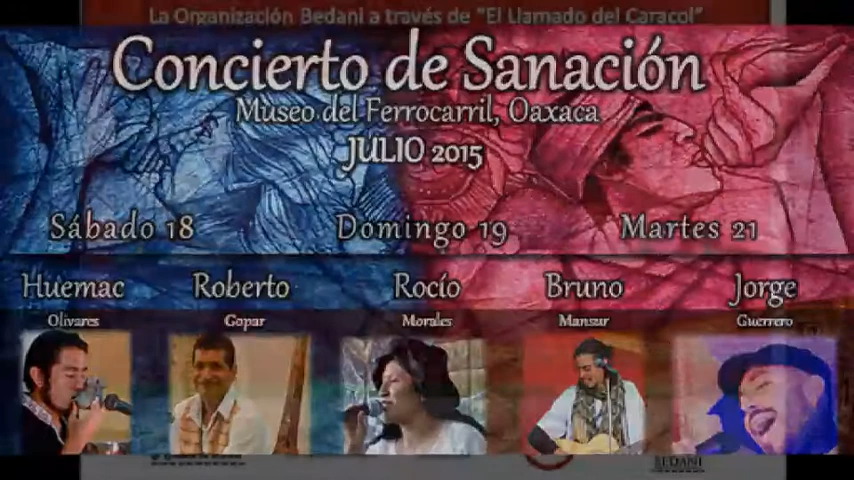 La Organización Bedani a través de "El Llamado del Caracol"
Concierto de Sanación
Museo del Ferrocarril, Oaxaca
JULIO 2015
Sábado 18 Domingo 19 Martes 21
Huemac Roberto Rocío Bruno Jorge
Olivares Gopar Morales Mansur Guerrero
BEDANI